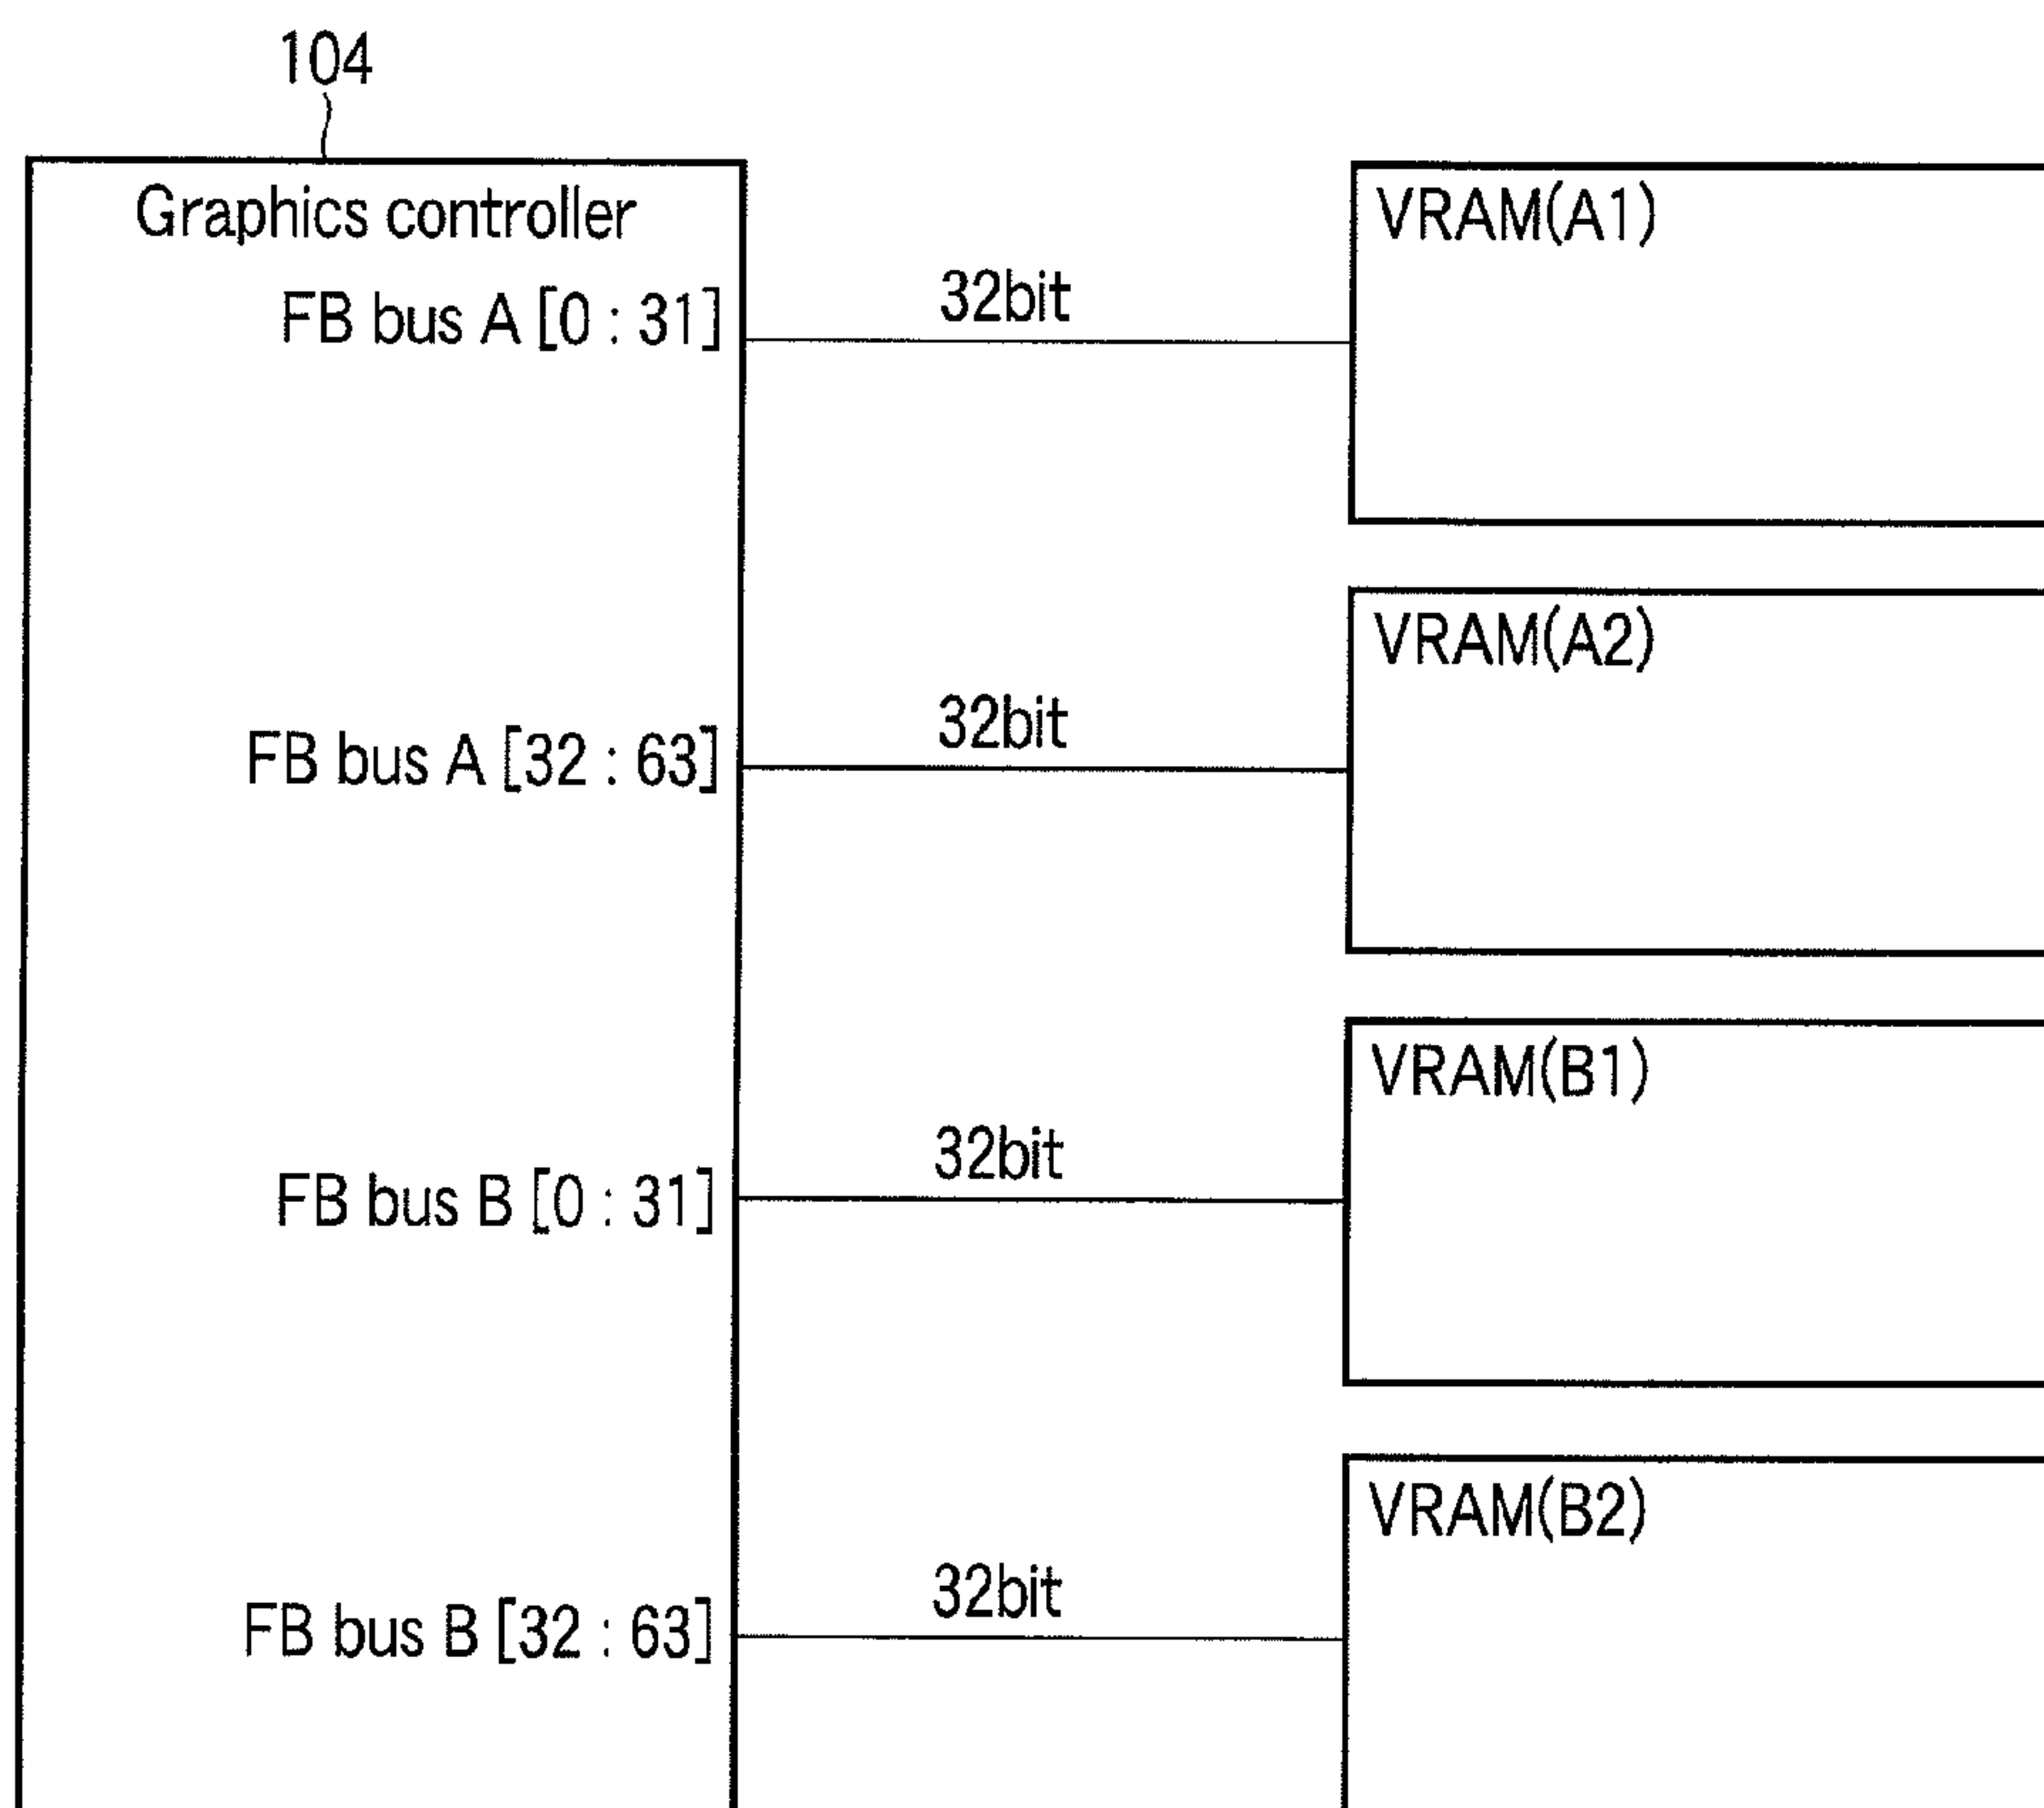 104
Graphics controller
FB bus A [0 : 31]
32bit
VRAM(A1)
FB bus A [32 : 63]
32bit
VRAM(A2)
FB bus B [0 : 31]
32bit
VRAM(B1)
FB bus B [32 : 63]
32bit
VRAM(B2)